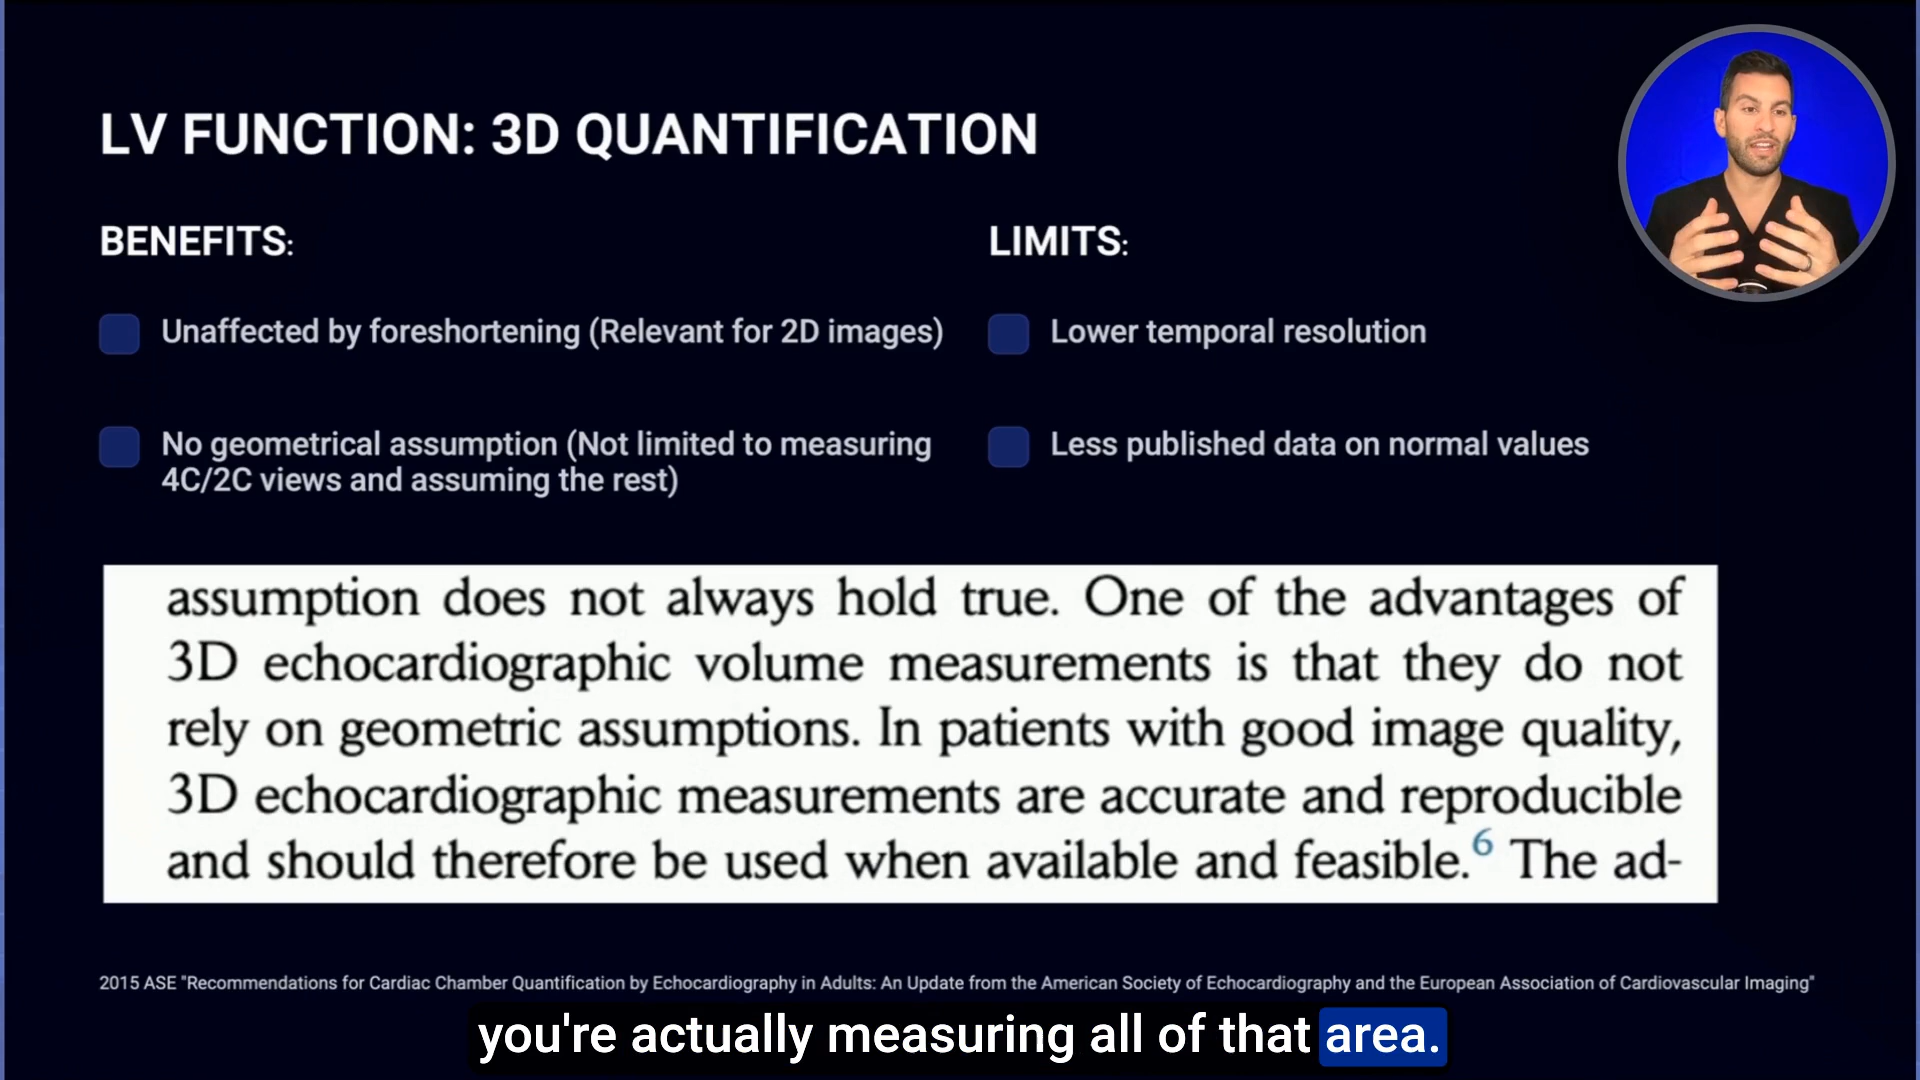 LV FUNCTION: 3D QUANTIFICATION
BENEFITS:
Unaffected by foreshortening (Relevant for 2D images)
No geometrical assumption (Not limited to measuring
4C/2C views and assuming the rest)
LIMITS:
Lower temporal resolution
Less published data on normal values
assumption does not always hold true. One of the advantages of
3D echocardiographic volume measurements is that they do not
rely on geometric assumptions. In patients with good image quality,
3D echocardiographic measurements are accurate and reproducible
and should therefore be used when available and feasible.6 The ad-
2015 ASE "Recommendations for Cardiac Chamber Quantification by Echocardiography in Adults: An Update from the American Society of Echocardiography and the European Association of Cardiovascular Imaging"
you're actually measuring all of that area.